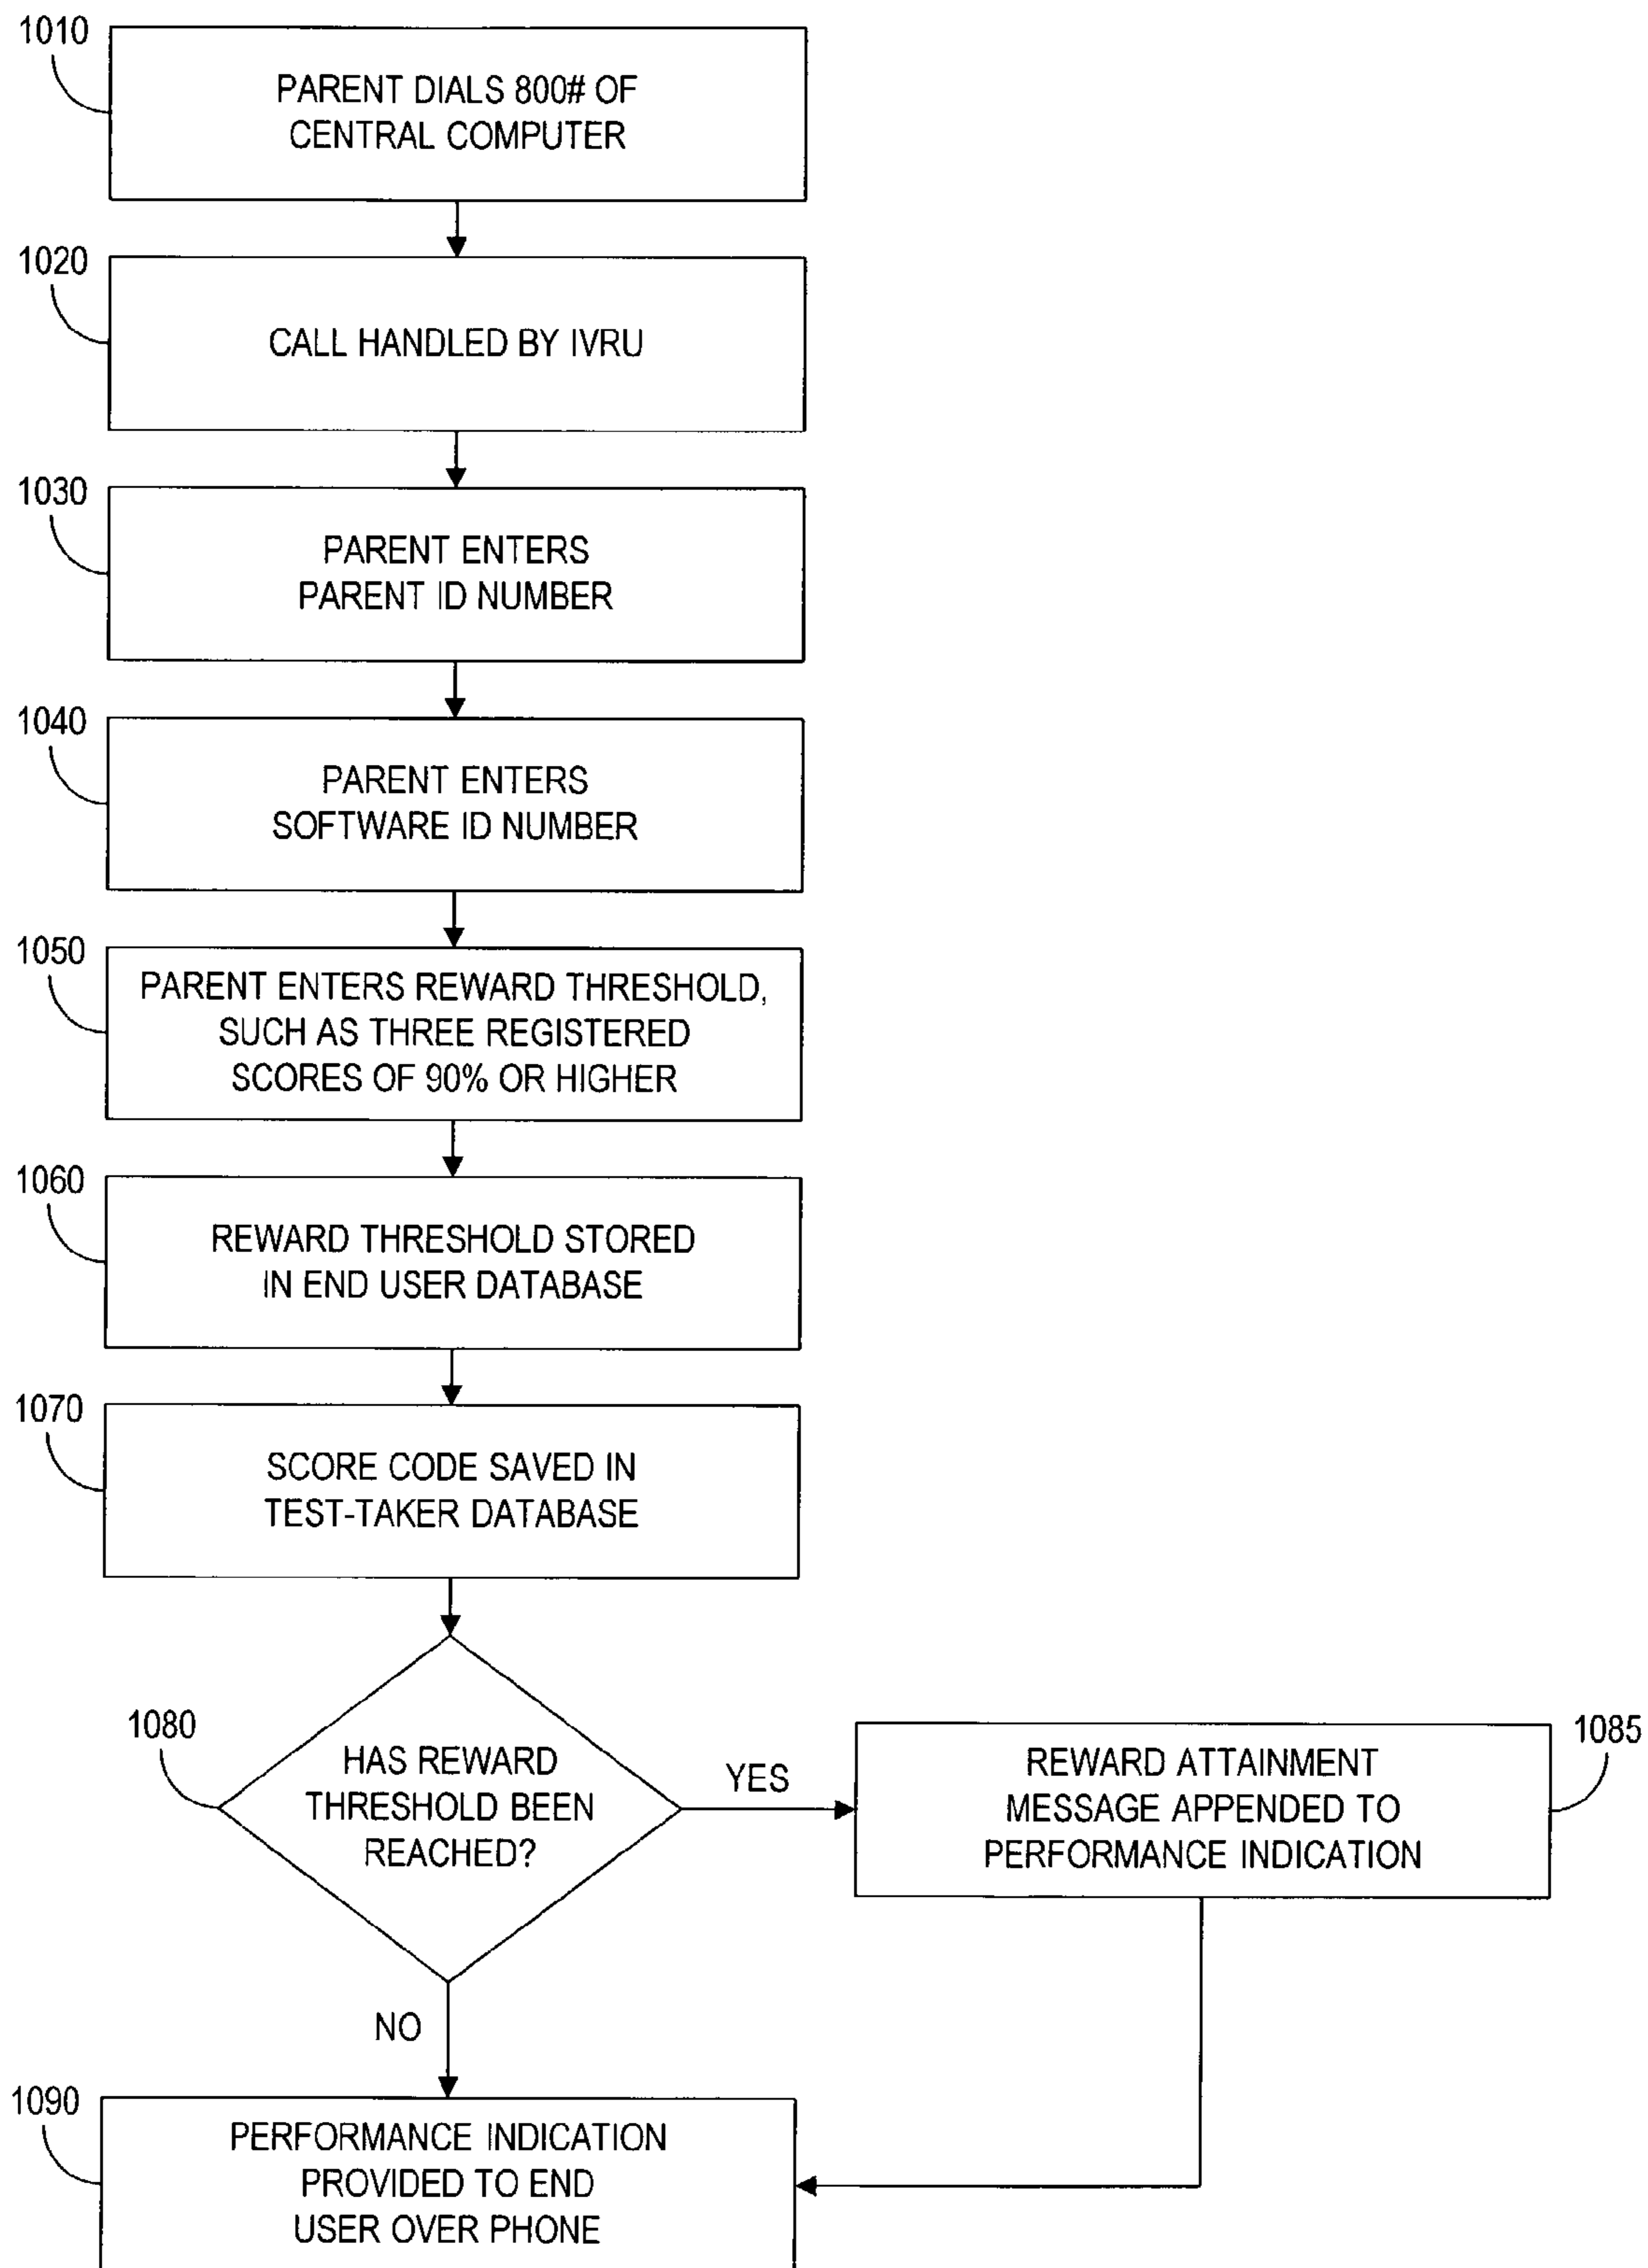 1010
PARENT DIALS 800# OF
CENTRAL COMPUTER
1020
CALL HANDLED BY IVRU
1030
PARENT ENTERS
PARENT ID NUMBER
1040
PARENT ENTERS
SOFTWARE ID NUMBER
1050
PARENT ENTERS REWARD THRESHOLD,
SUCH AS THREE REGISTERED
SCORES OF 90% OR HIGHER
1060
REWARD THRESHOLD STORED
IN END USER DATABASE
1070
SCORE CODE SAVED IN
TEST-TAKER DATABASE
1080
HAS REWARD
THRESHOLD BEEN
REACHED?
YES
1085
REWARD ATTAINMENT
MESSAGE APPENDED TO
PERFORMANCE INDICATION
NO
1090
PERFORMANCE INDICATION
PROVIDED TO END
USER OVER PHONE